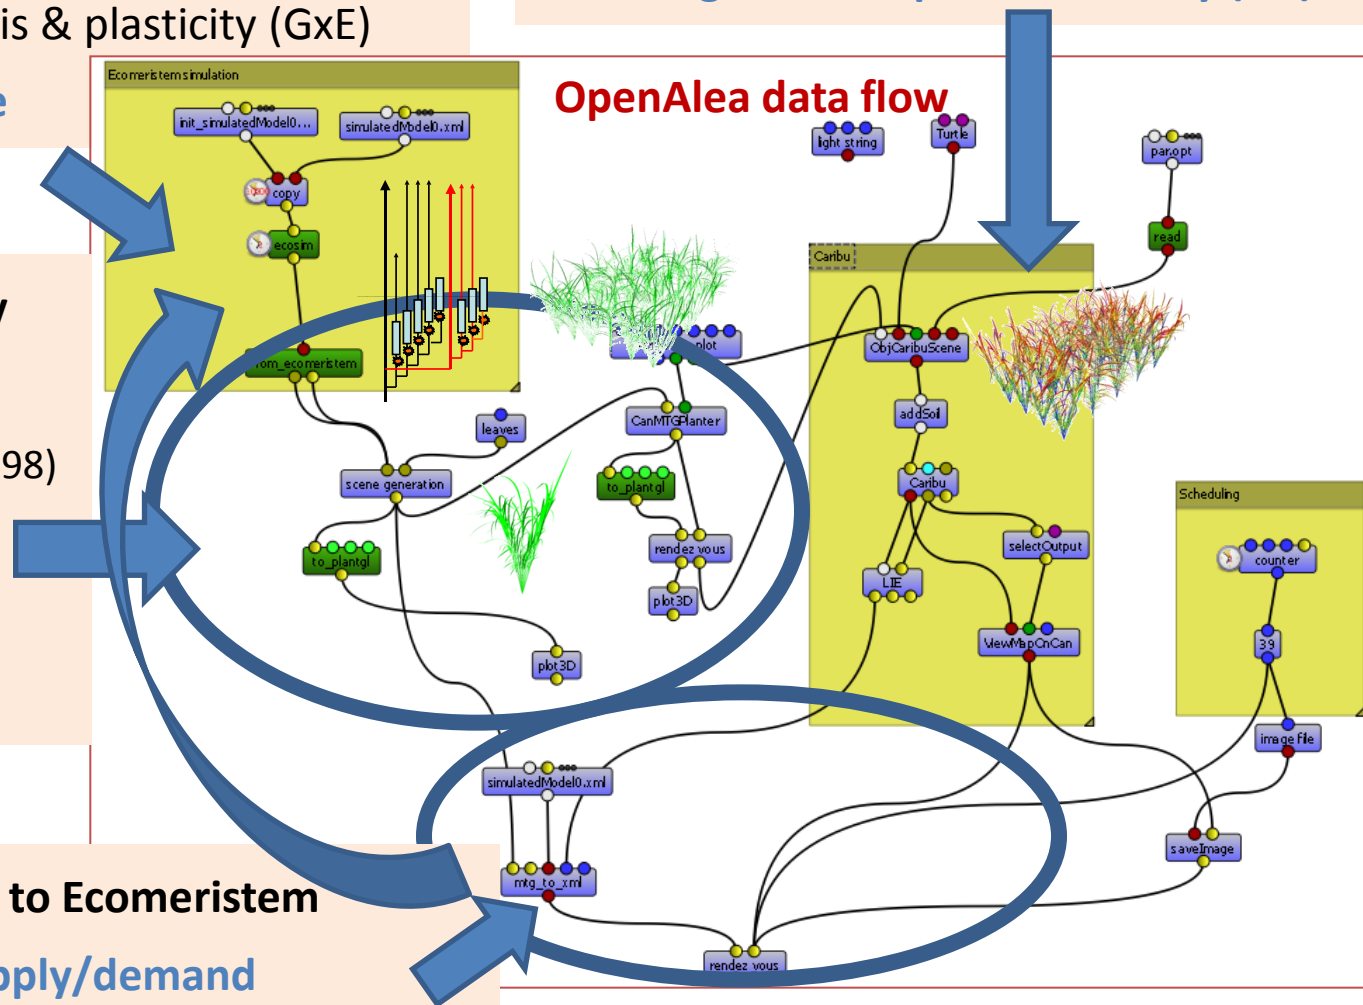 is & plasticity (GxE)
e
OpenAlea data flow
Ecomeristem simulation
init_simulatedModel0...
simulatedModel0.xml
copy
ecosim
from_ecomeristem
light string
Turtle
par.opt
read
Caribu
ObjCaribuScene
addSoil
Caribu
selectOutput
LIE
ViewMapOnCan
plot
CanMTGPlanter
to_plantgl
rendez vous
plot3D
leaves
scene generation
to_plantgl
plot3D
98)
Scheduling
counter
39
image file
saveImage
simulatedModel0.xml
mtg_to_xml
rendez vous
to Ecomeristem
pply/demand